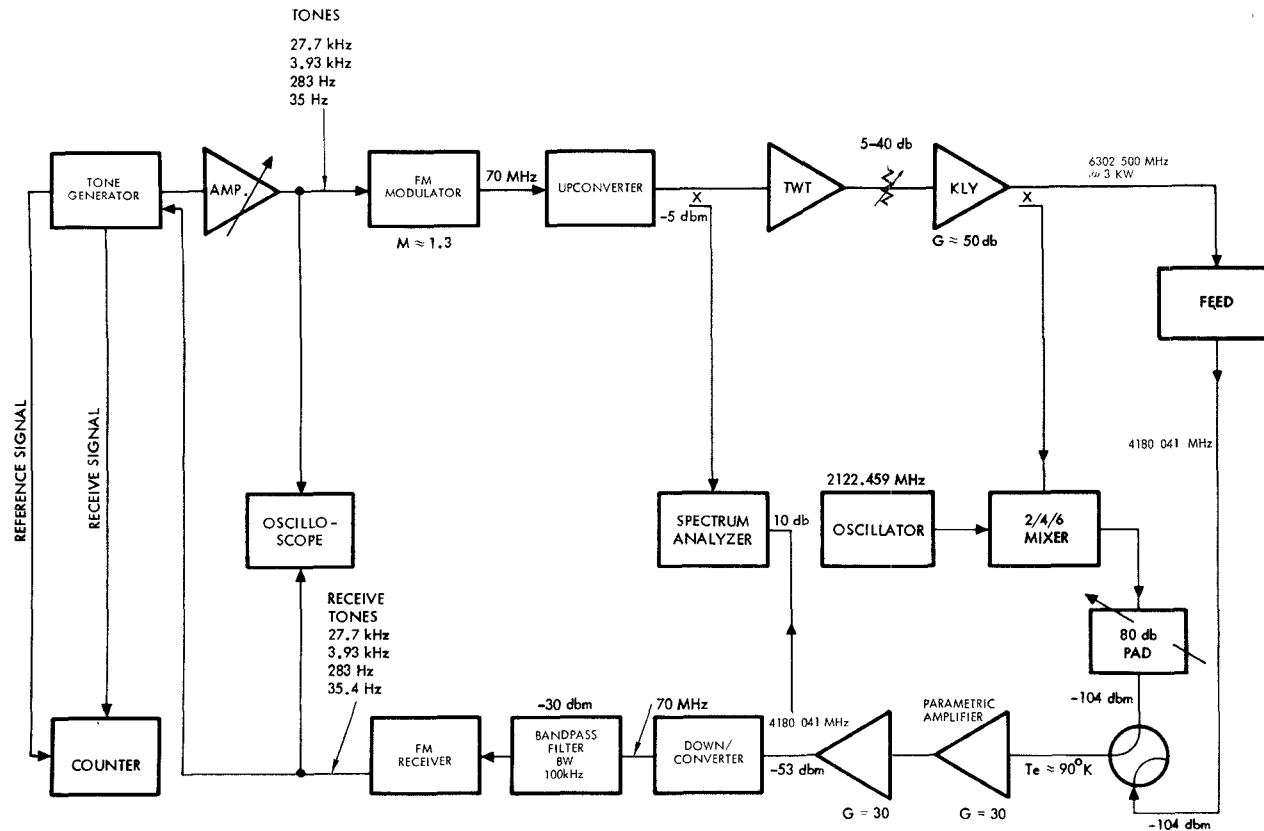 TONES
27.7 kHz
3.93 kHz
283 Hz
35 Hz
TONE
GENERATOR
AMP.
FM
MODULATOR
M ≈ 1.3
70 MHz
UPCONVERTER
X
-5 dbm
TWT
5-40 db
KLY
G ≈ 50 db
X
6302 500 MHz
3 KW
FEED
REFERENCE SIGNAL
RECEIVE SIGNAL
4180 041 MHz
OSCILLO-
SCOPE
SPECTRUM
ANALYZER
10 db
2122.459 MHz
OSCILLATOR
2/4/6
MIXER
80 db
PAD
-104 dbm
RECEIVE
TONES
27.7 kHz
3.93 kHz
283 Hz
35.4 Hz
COUNTER
FM
RECEIVER
-30 dbm
BANDPASS
FILTER
BW
100kHz
70 MHz
DOWN/
CONVERTER
4180 041 MHz
-53 dbm
G = 30
PARAMETRIC
AMPLIFIER
G = 30
Te ≈ 90°K
-104 dbm